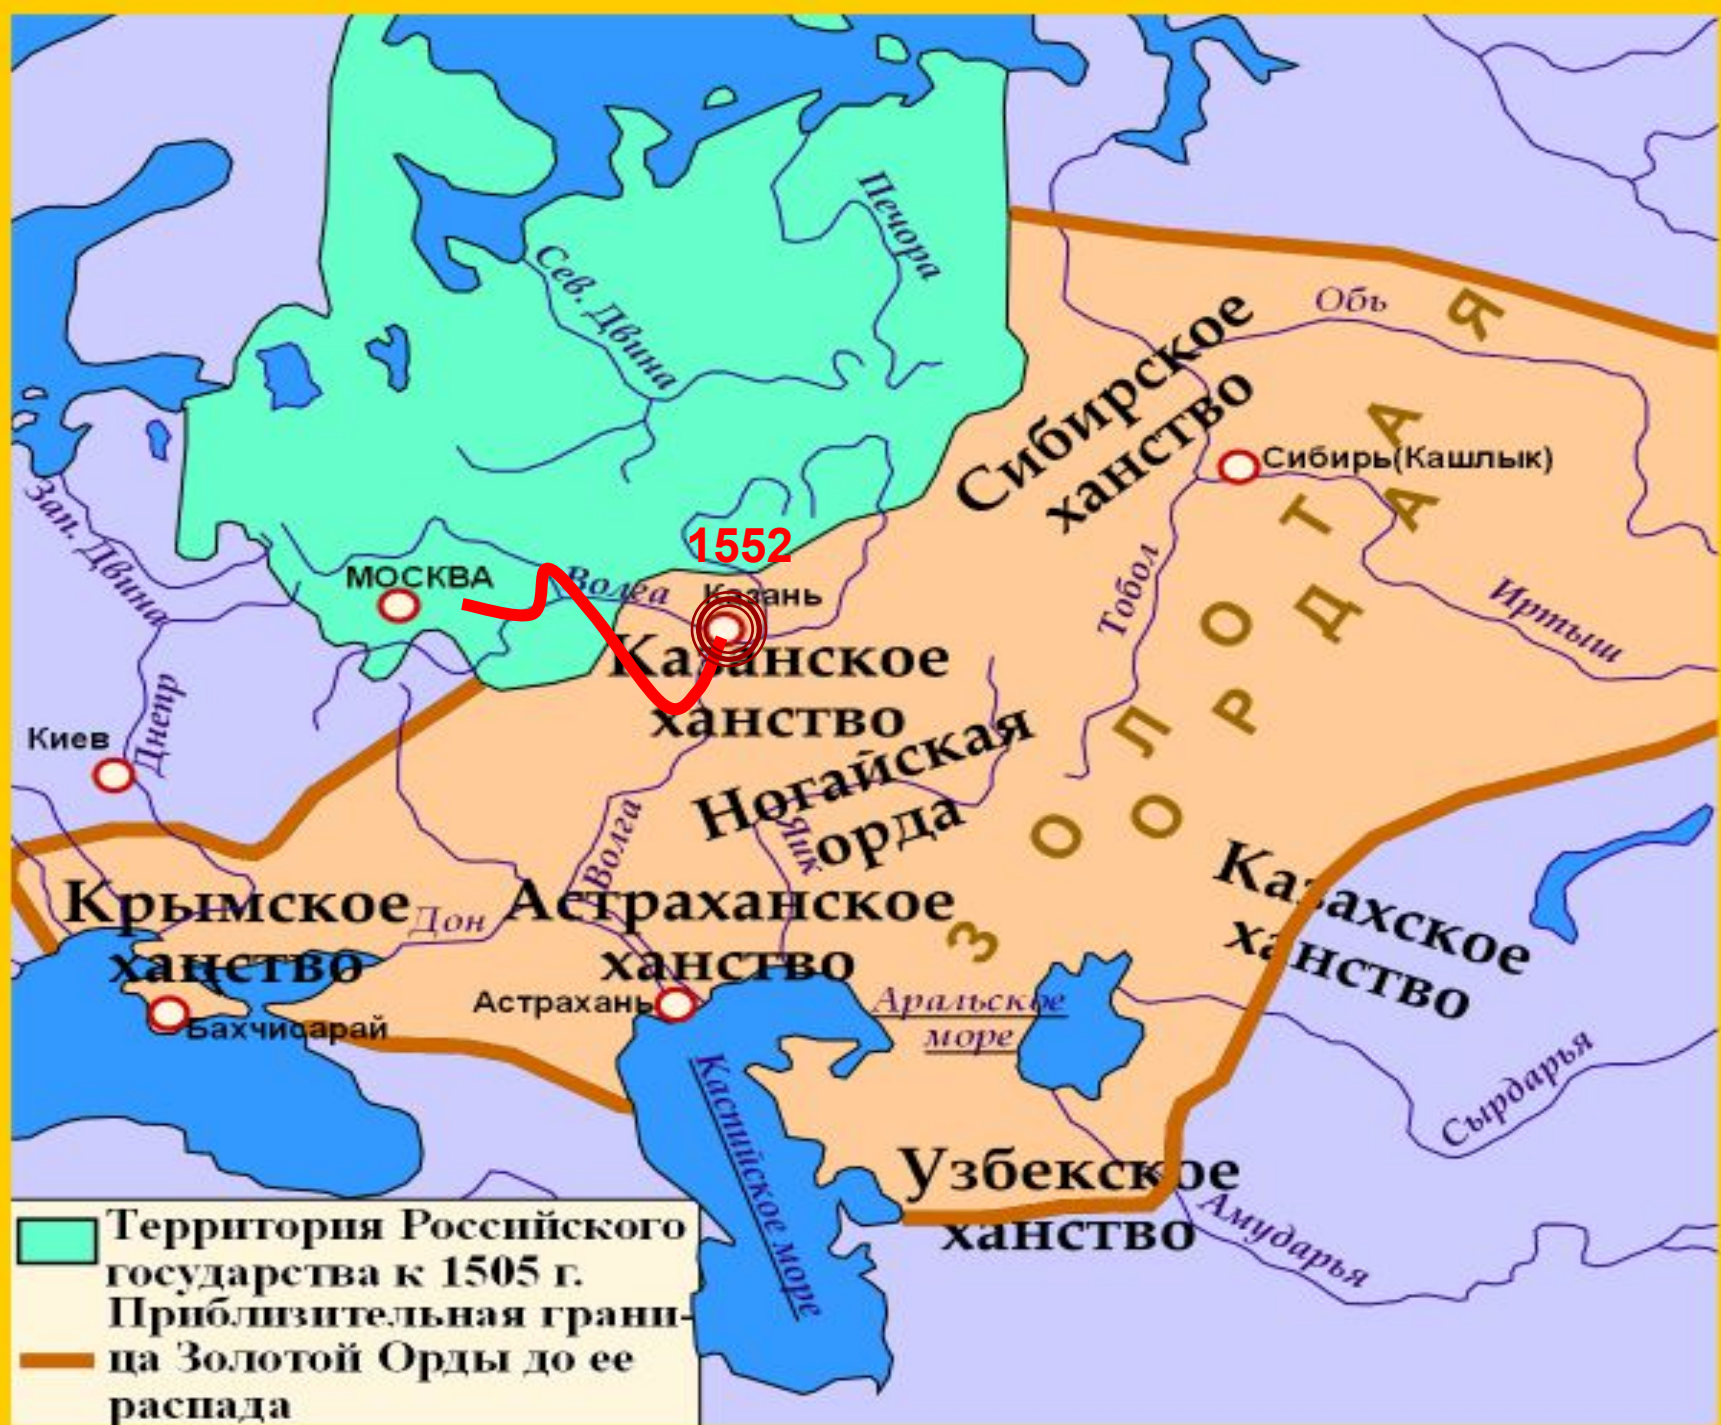 Печора
Сев. Двина
Обь
Я
Сибирское
ханство
А
Сибирь(Кашлык)
Зап. Двина
Т
А
1552
МОСКВА
Волга
Казань
Тобол
О
Д
Иртыш
Казанское
ханство
Л
Р
Киев
Днепр
Ногайская
орда
О
О
Волга
Яик
Казахское
ханство
Крымское
ханство
Дон
Астраханское
ханство
З
Астрахань
Аральское
море
Бахчисарай
Каспийское море
Сырдарья
Узбекское
ханство
Амударья
Территория Российского
государства к 1505 г.
Приблизительная грани-
ца Золотой Орды до ее
распада